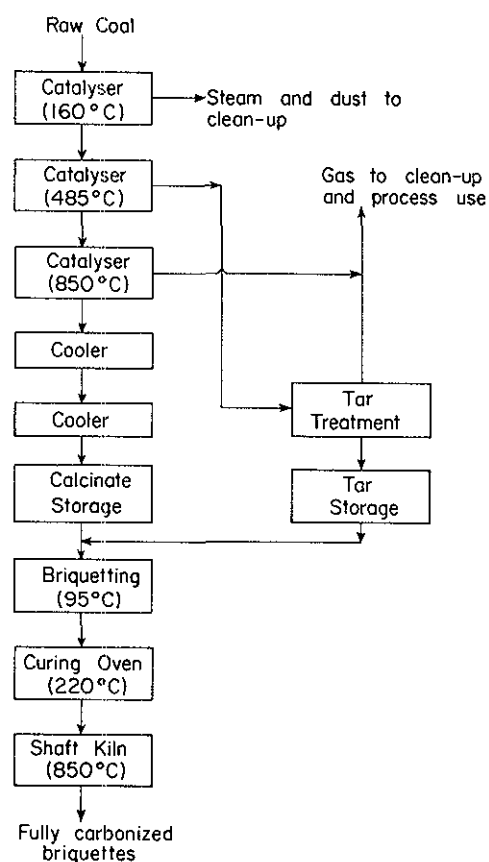 Raw Coal
Catalyser
(160°C)
Steam and dust to
clean-up
Catalyser
(485°C)
Gas to clean-up
and process use
Catalyser
(850°C)
Cooler
Cooler
Tar
Treatment
Calcinate
Storage
Tar
Storage
Briquetting
(95°C)
Curing Oven
(220°C)
Shaft Kiln
(850°C)
Fully carbonized
briquettes